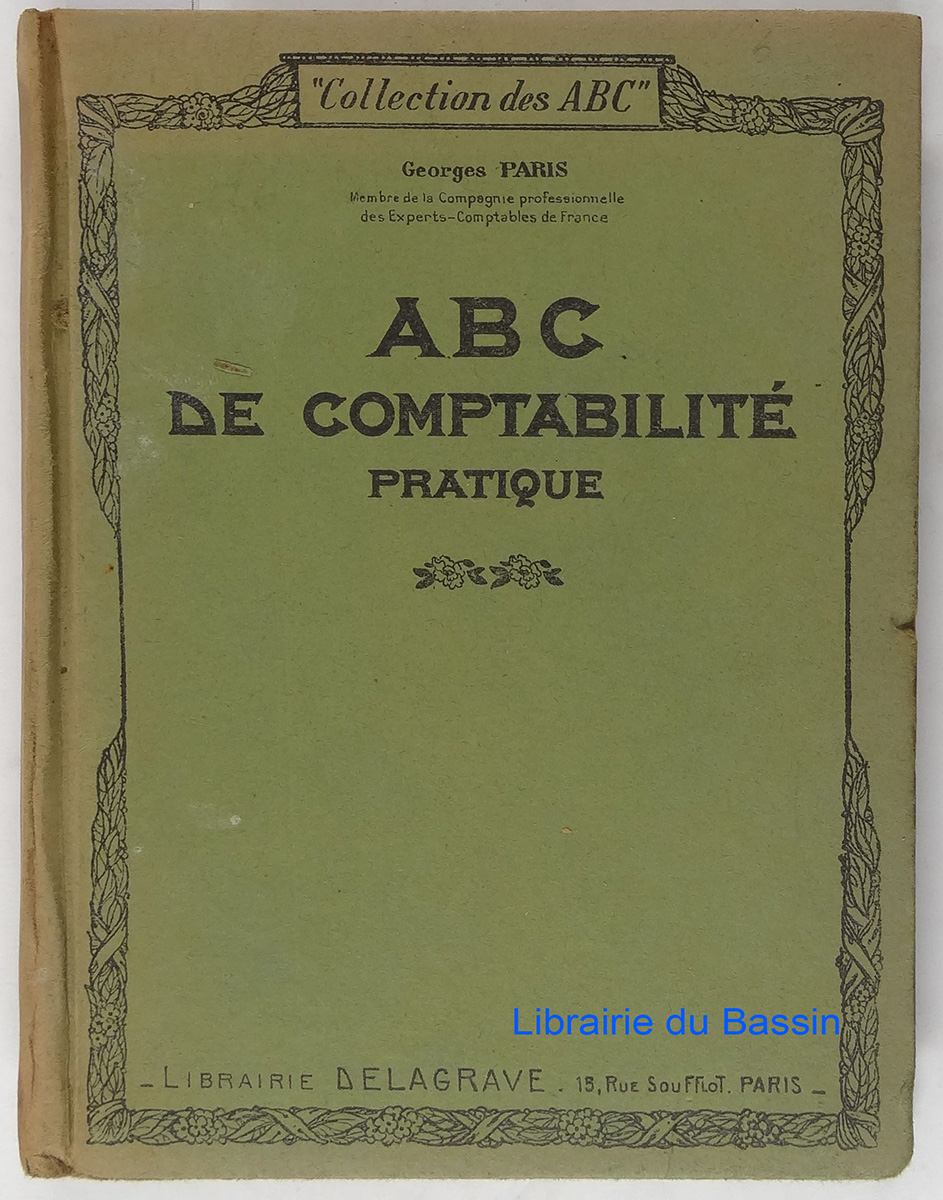 "Collection des ABC"
Georges PARIS
Membre de la Compagnie professionnelle
des Experts-Comptables de France
ABC
DE COMPTABILITÉ
PRATIQUE
Librairie du Bassin
_ LIBRAIRIE DELAGRAVE . 15, RUE SOUFFLOT. PARIS _